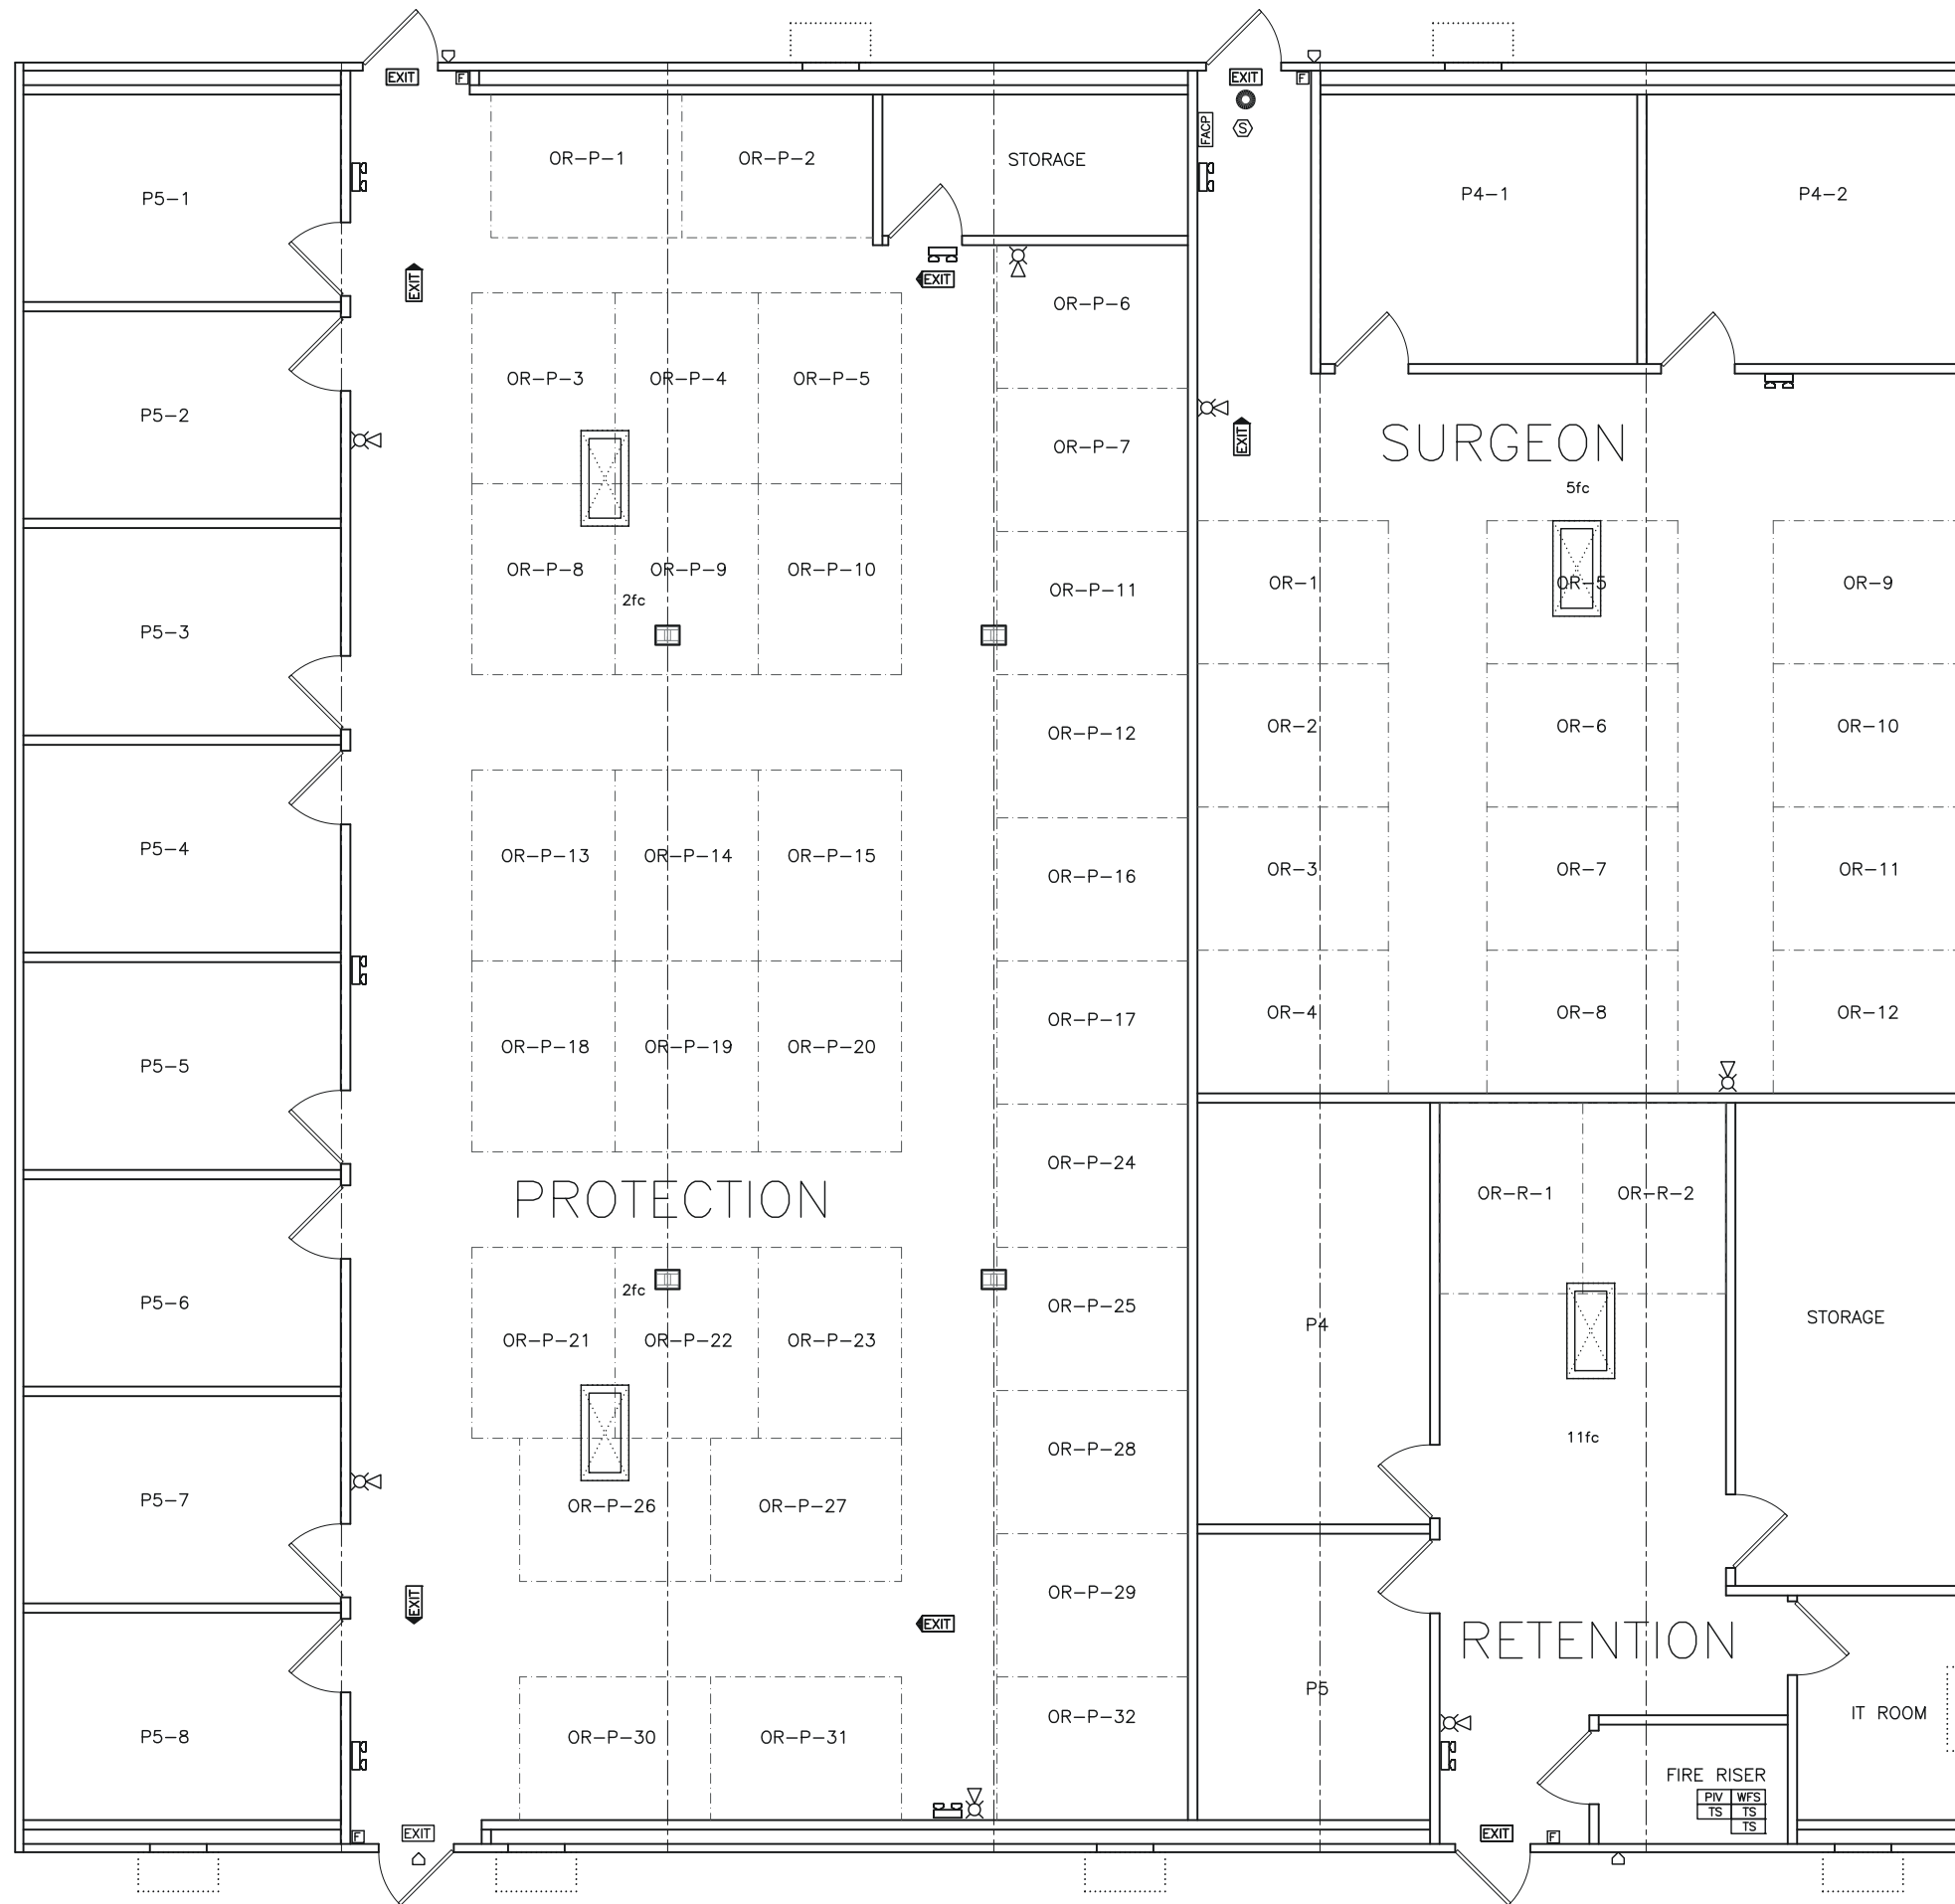 EXIT
EXIT
F
F
FACP
S
OR-P-1
OR-P-2
STORAGE
P5-1
P4-1
P4-2
EXIT
EXIT
OR-P-6
OR-P-3
OR-P-4
OR-P-5
P5-2
EXIT
SURGEON
OR-P-7
5fc
OR-P-8
OR-P-9
OR-P-10
OR-P-11
OR-1
OR-5
OR-9
2fc
P5-3
OR-P-12
OR-2
OR-6
OR-10
P5-4
OR-P-13
OR-P-14
OR-P-15
OR-P-16
OR-3
OR-7
OR-11
OR-P-17
OR-4
OR-8
OR-12
P5-5
OR-P-18
OR-P-19
OR-P-20
OR-P-24
OR-R-1
OR-R-2
PROTECTION
P5-6
2fc
OR-P-25
P4
STORAGE
OR-P-21
OR-P-22
OR-P-23
11fc
OR-P-28
P5-7
OR-P-26
OR-P-27
OR-P-29
EXIT
EXIT
RETENTION
P5
P5-8
OR-P-30
OR-P-31
OR-P-32
IT ROOM
FIRE RISER
PIV WFS
TS TS
TS
F
EXIT
EXIT
F